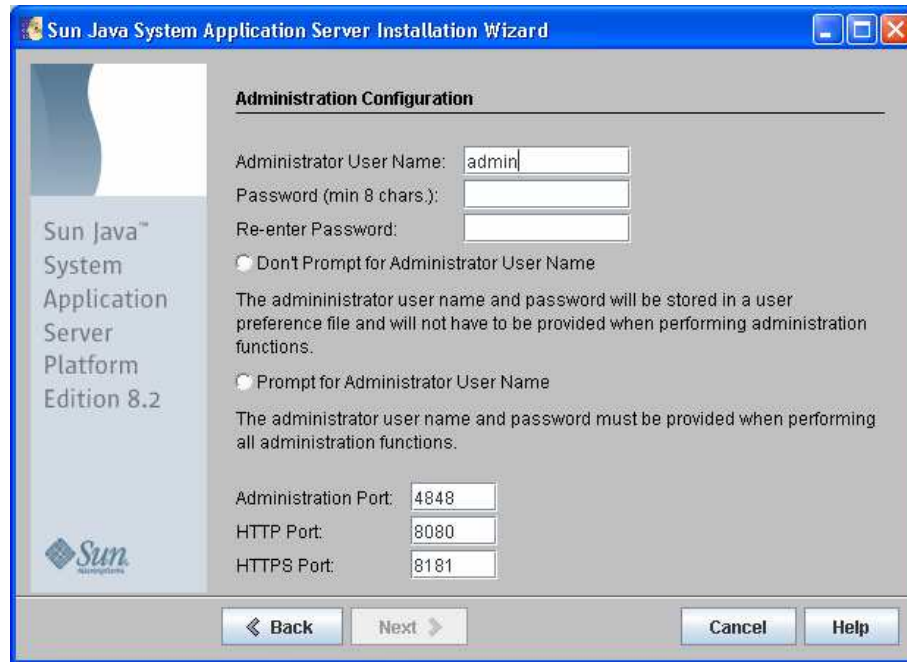 Sun Java System Application Server Installation Wizard
Sun Java™
System
Application
Server
Platform
Edition 8.2
Sun
microsystems
Administration Configuration
Administrator User Name: admin
Password (min 8 chars.):
Re-enter Password:
Don't Prompt for Administrator User Name
The admininistrator user name and password will be stored in a user
preference file and will not have to be provided when performing administration
functions.
Prompt for Administrator User Name
The administrator user name and password must be provided when performing
all administration functions.
Administration Port: 4848
HTTP Port: 8080
HTTPS Port: 8181
Back Next Cancel Help